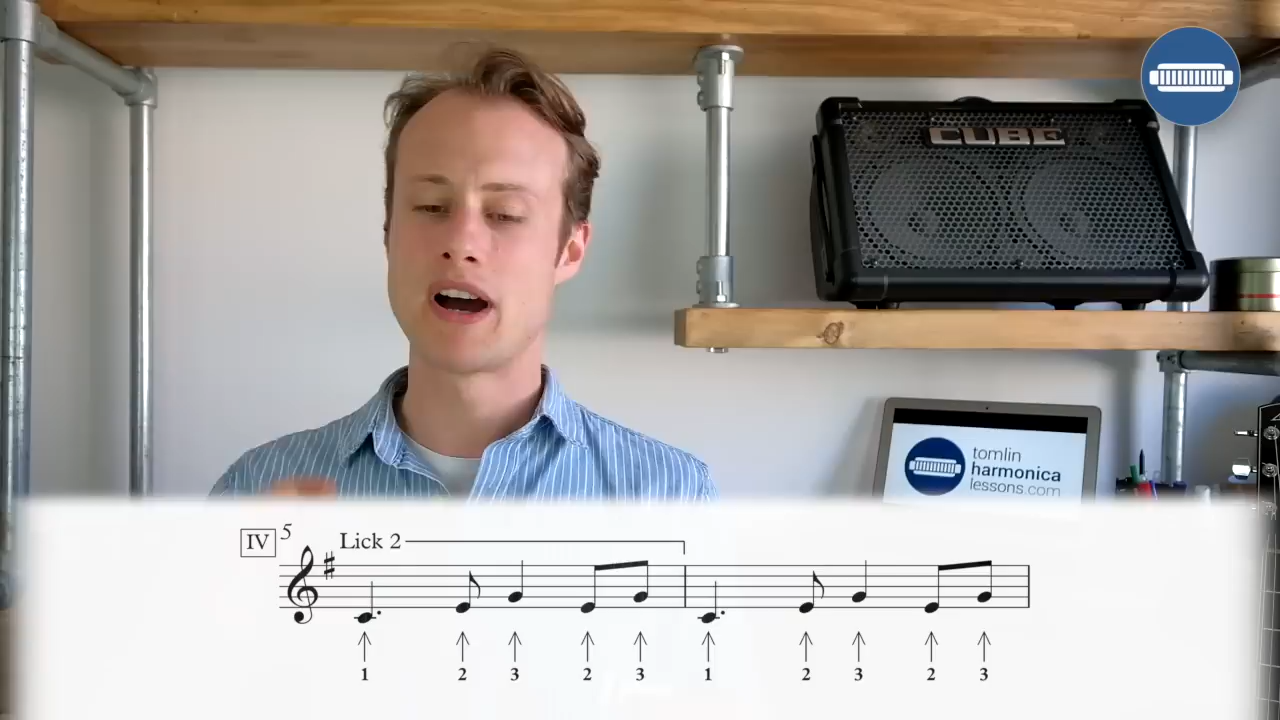 CUBE
tomlin
harmonica
lessons.com
IV 5 Lick 2
1 2 3 2 3 1 2 3 2 3